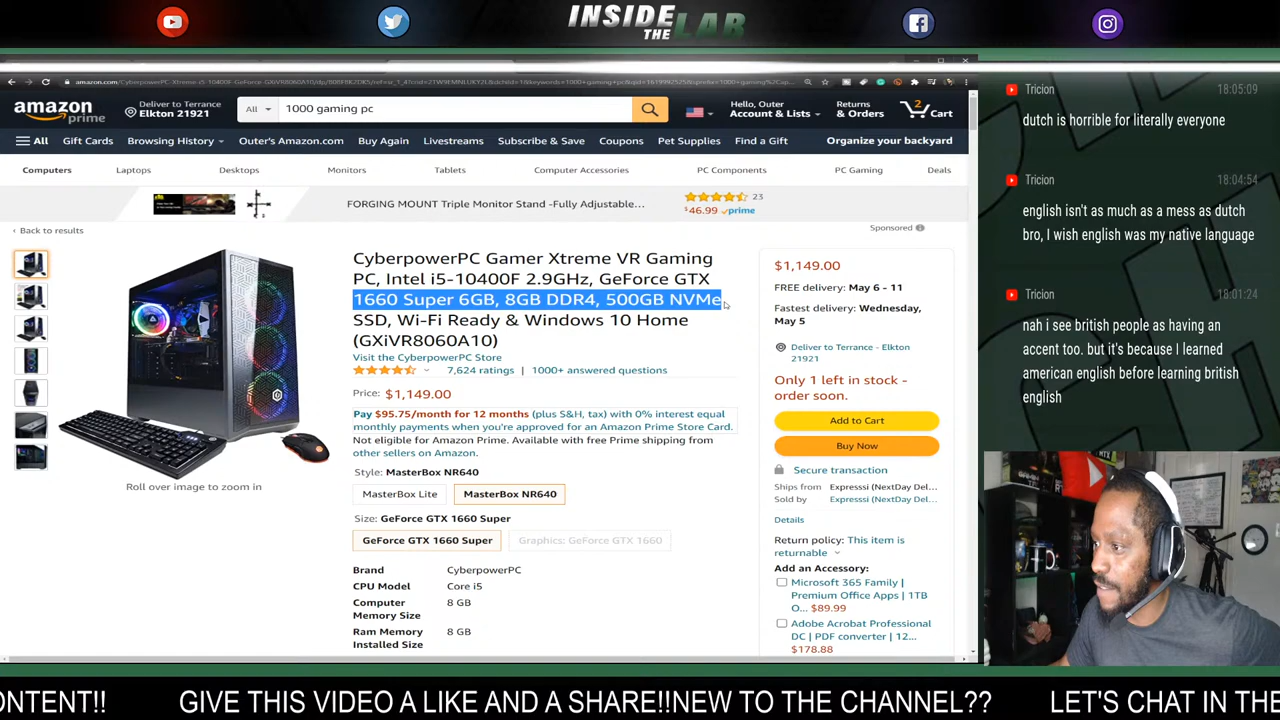 INSIDE
THE LAB
amazon
prime
Deliver to Terrance
Elkton 21921
All
1000 gaming pc
Hello, Outer
Account & Lists
Returns
& Orders
2
Cart
All
Gift Cards
Browsing History
Outer's Amazon.com
Buy Again
Livestreams
Subscribe & Save
Coupons
Pet Supplies
Find a Gift
Organize your backyard
Computers
Laptops
Desktops
Monitors
Tablets
Computer Accessories
PC Components
PC Gaming
Deals
FORGING MOUNT Triple Monitor Stand -Fully Adjustable...
23
$46.99 prime
Sponsored
Back to results
CyberpowerPC Gamer Xtreme VR Gaming
PC, Intel i5-10400F 2.9GHz, GeForce GTX
1660 Super 6GB, 8GB DDR4, 500GB NVMe
SSD, Wi-Fi Ready & Windows 10 Home
(GXiVR8060A10)
Visit the CyberpowerPC Store
7,624 ratings | 1000+ answered questions
Price: $1,149.00
Pay $95.75/month for 12 months (plus S&H, tax) with 0% interest equal
monthly payments when you're approved for an Amazon Prime Store Card.
Not eligible for Amazon Prime. Available with free Prime shipping from
other sellers on Amazon.
Style: MasterBox NR640
MasterBox Lite
MasterBox NR640
Size: GeForce GTX 1660 Super
GeForce GTX 1660 Super
Graphics: GeForce GTX 1660
Brand CyberpowerPC
CPU Model Core i5
Computer 8 GB
Memory Size
Ram Memory 8 GB
Installed Size
Roll over image to zoom in
$1,149.00
FREE delivery: May 6 - 11
Fastest delivery: Wednesday,
May 5
Deliver to Terrance - Elkton
21921
Only 1 left in stock -
order soon.
Add to Cart
Buy Now
Secure transaction
Ships from Expresssi (NextDay Del...
Sold by Expresssi (NextDay Del...
Details
Return policy: This item is
returnable
Add an Accessory:
Microsoft 365 Family |
Premium Office Apps | 1TB
O... $89.99
Adobe Acrobat Professional
DC | PDF converter | 12...
$178.88
Tricion 18:05:09
dutch is horrible for literally everyone
Tricion 18:04:54
english isn't as much as a mess as dutch
bro, I wish english was my native language
Tricion 18:01:24
nah i see british people as having an
accent too. but it's because I learned
american english before learning british
english
ONTENT!! GIVE THIS VIDEO A LIKE AND A SHARE!!NEW TO THE CHANNEL?? LET'S CHAT IN THE